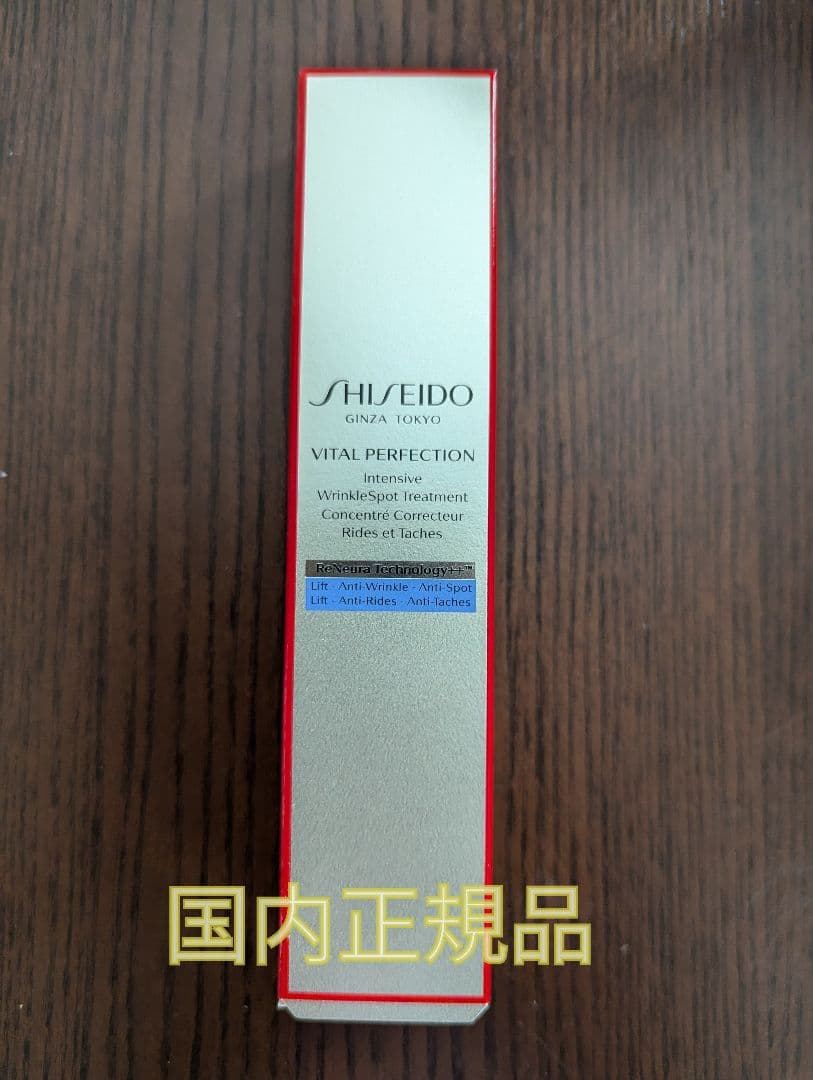 SHISEIDO
GINZA TOKYO
VITAL PERFECTION
Intensive
WrinkleSpot Treatment
Concentré Correcteur
Rides et Taches
ReNeura Technology++™
Lift · Anti-Wrinkle · Anti-Spot
Lift · Anti-Rides · Anti-Taches
国内正規品